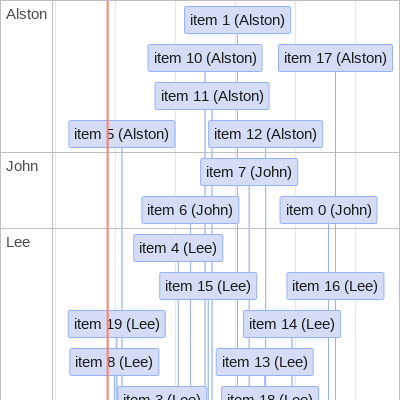 Alston
item 1 (Alston)
item 10 (Alston)
item 17 (Alston)
item 11 (Alston)
item 5 (Alston)
item 12 (Alston)
John
item 7 (John)
item 6 (John)
item 0 (John)
Lee
item 4 (Lee)
item 15 (Lee)
item 16 (Lee)
item 19 (Lee)
item 14 (Lee)
item 8 (Lee)
item 13 (Lee)
item 3 (Lee)
item 18 (Lee)